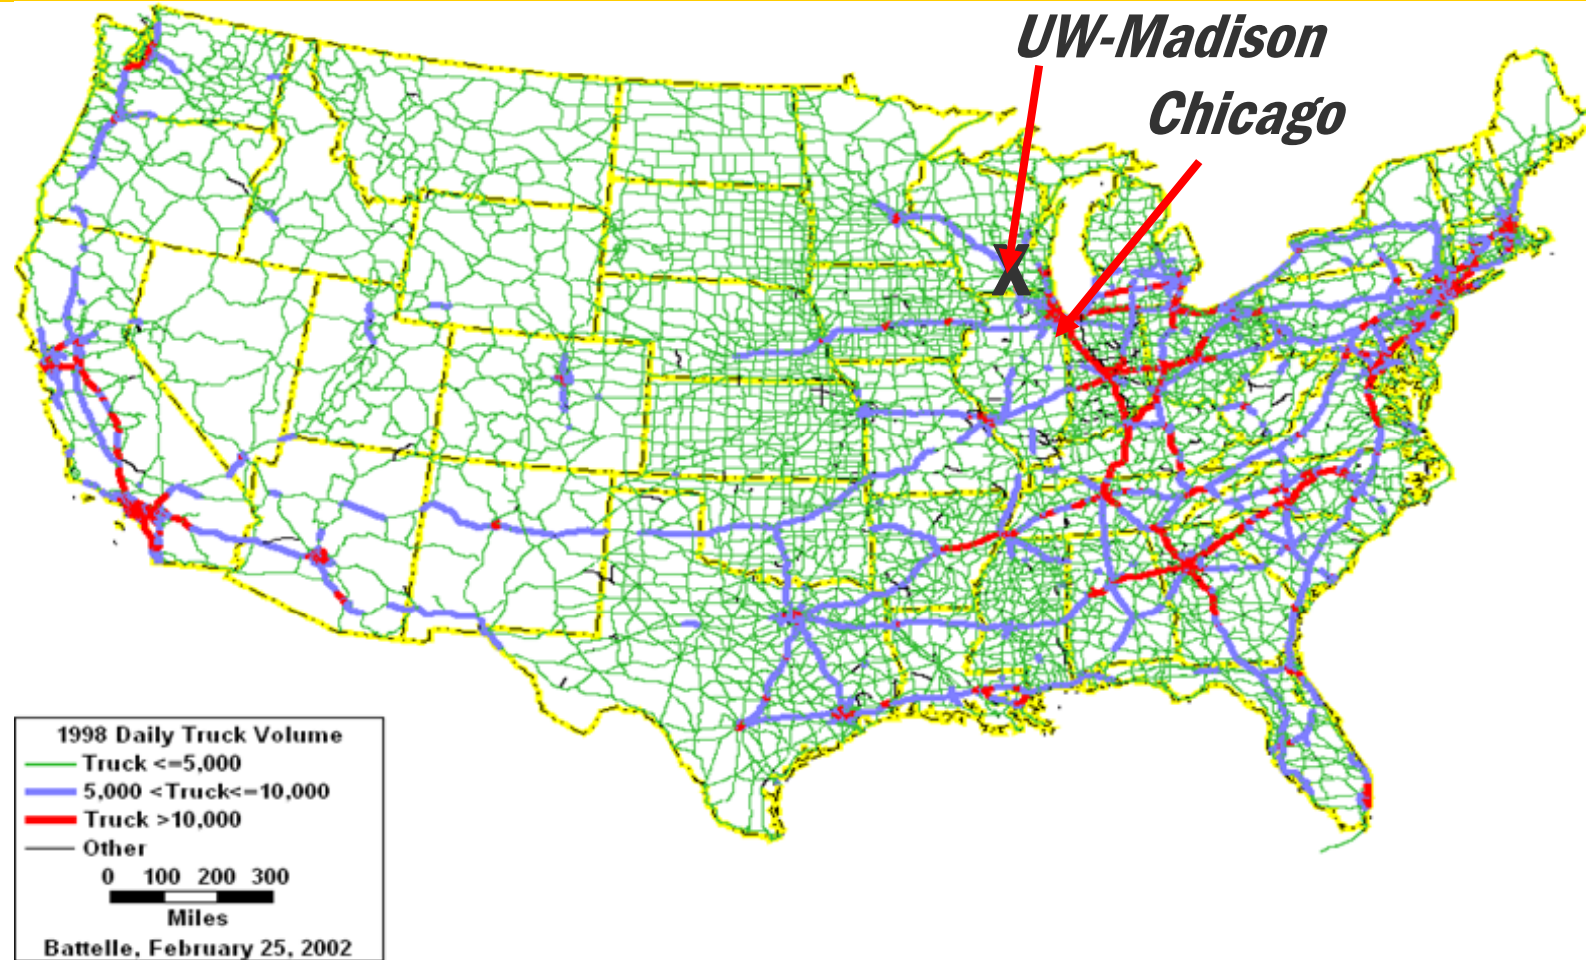 UW-Madison
Chicago
X
1998 Daily Truck Volume
Truck <=5,000
5,000 <Truck<=10,000
Truck >10,000
Other
0 100 200 300
Miles
Battelle, February 25, 2002